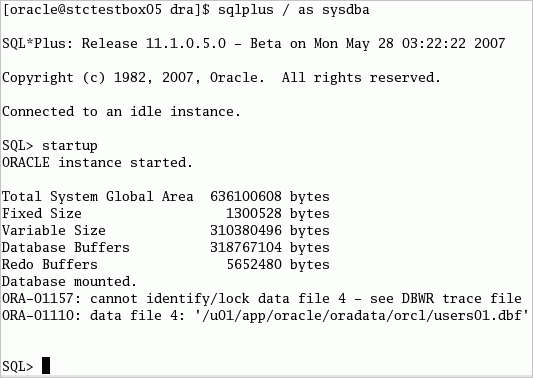 [oracle@stctestbox05 dra]$ sqlplus / as sysdba
SQL*Plus: Release 11.1.0.5.0 - Beta on Mon May 28 03:22:22 2007
Copyright (c) 1982, 2007, Oracle.  All rights reserved.
Connected to an idle instance.
SQL> startup
ORACLE instance started.
Total System Global Area  636100608 bytes
Fixed Size                  1300528 bytes
Variable Size             310380496 bytes
Database Buffers          318767104 bytes
Redo Buffers                5652480 bytes
Database mounted.
ORA-01157: cannot identify/lock data file 4 - see DBWR trace file
ORA-01110: data file 4: '/u01/app/oracle/oradata/orcl/users01.dbf'
SQL>